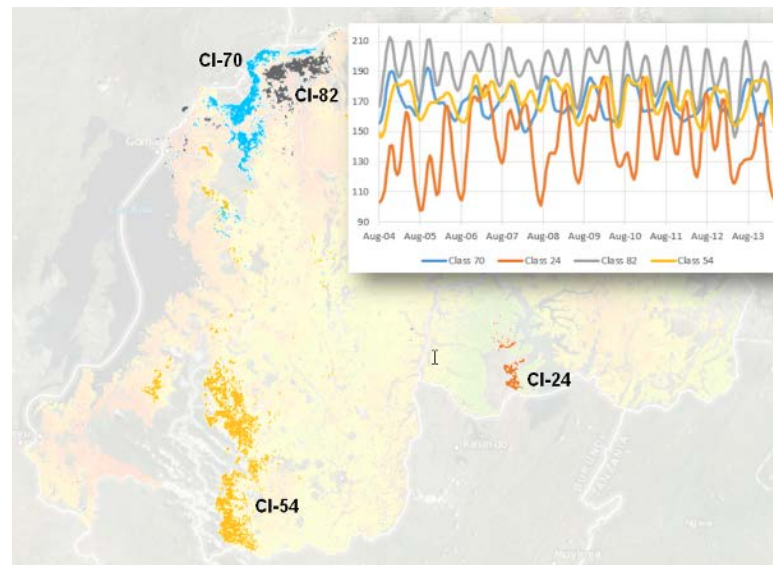 CI-70
CI-82
210
190
170
150
130
110
90
Aug-04 Aug-05 Aug-06 Aug-07 Aug-08 Aug-09 Aug-10 Aug-11 Aug-12 Aug-13
Class 70 Class 24 Class 82 Class 54
CI-24
BURUNDI
TANZANIA
CI-54